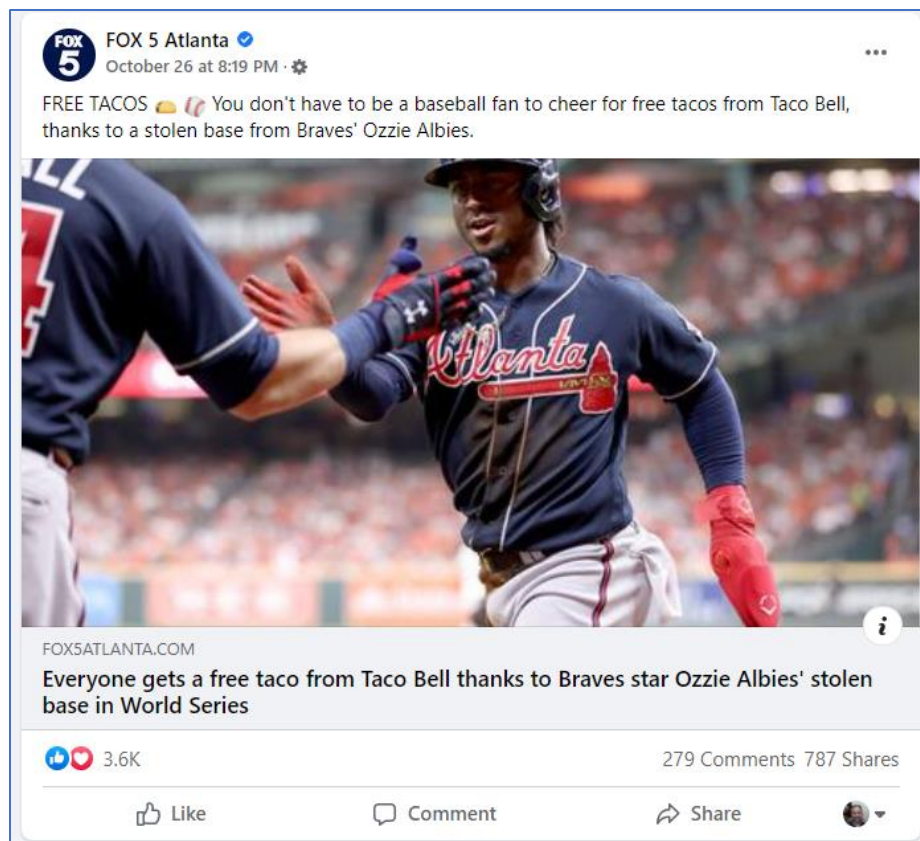 FOX 5 FOX 5 Atlanta
October 26 at 8:19 PM ·
FREE TACOS 🌮 ⚾ You don't have to be a baseball fan to cheer for free tacos from Taco Bell,
thanks to a stolen base from Braves' Ozzie Albies.
Atlanta
FOX5ATLANTA.COM
Everyone gets a free taco from Taco Bell thanks to Braves star Ozzie Albies' stolen
base in World Series
3.6K 279 Comments 787 Shares
Like Comment Share